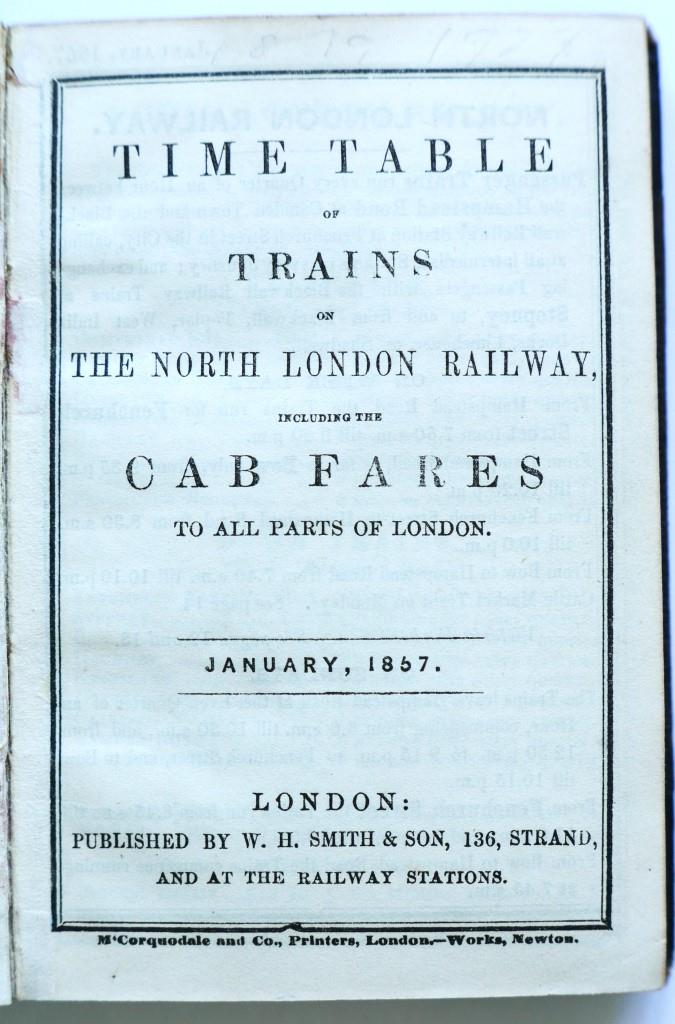 TIME TABLE
OF
TRAINS
ON
THE NORTH LONDON RAILWAY,
INCLUDING THE
CAB FARES
TO ALL PARTS OF LONDON.
JANUARY, 1857.
LONDON:
PUBLISHED BY W. H. SMITH & SON, 136, STRAND,
AND AT THE RAILWAY STATIONS.
M'Corquodale and Co., Printers, London.—Works, Newton.